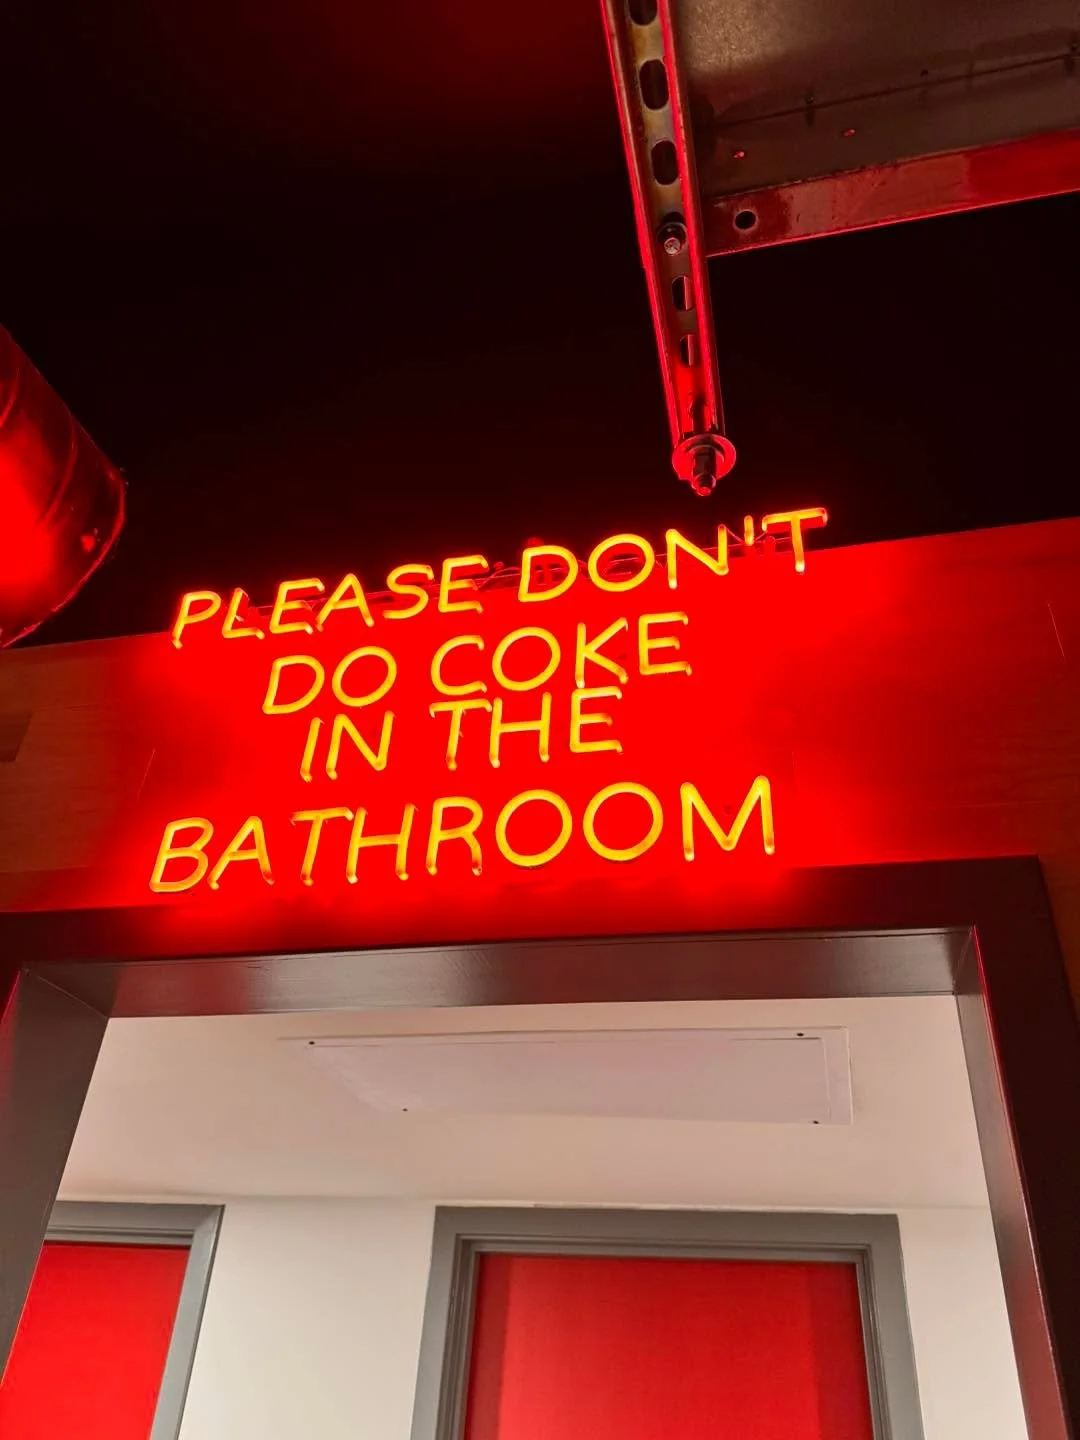 PLEASE DON'T
DO COKE
IN THE
BATHROOM